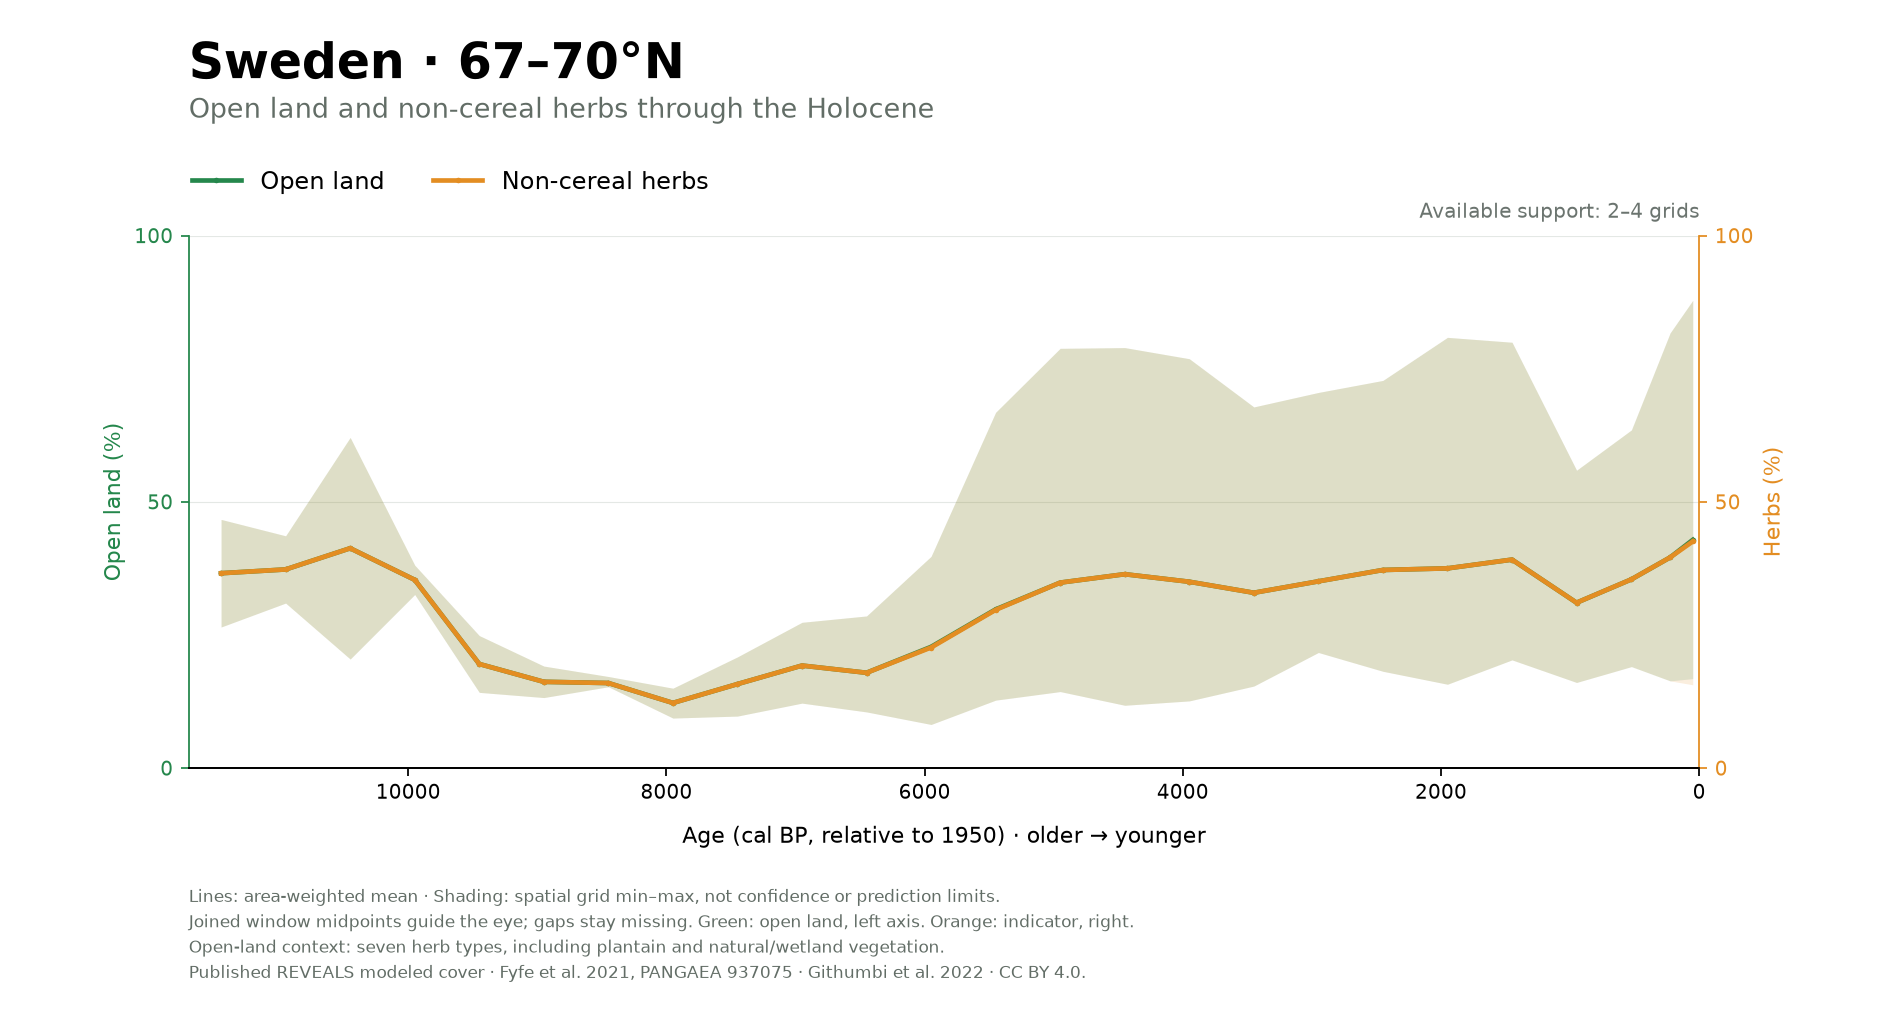 Sweden · 67–70°N
Open land and non-cereal herbs through the Holocene
Open land
Non-cereal herbs
Available support: 2–4 grids
100
50
0
Open land (%)
100
50
0
Herbs (%)
10000
8000
6000
4000
2000
0
Age (cal BP, relative to 1950) · older → younger
Lines: area-weighted mean · Shading: spatial grid min–max, not confidence or prediction limits.
Joined window midpoints guide the eye; gaps stay missing. Green: open land, left axis. Orange: indicator, right.
Open-land context: seven herb types, including plantain and natural/wetland vegetation.
Published REVEALS modeled cover · Fyfe et al. 2021, PANGAEA 937075 · Githumbi et al. 2022 · CC BY 4.0.